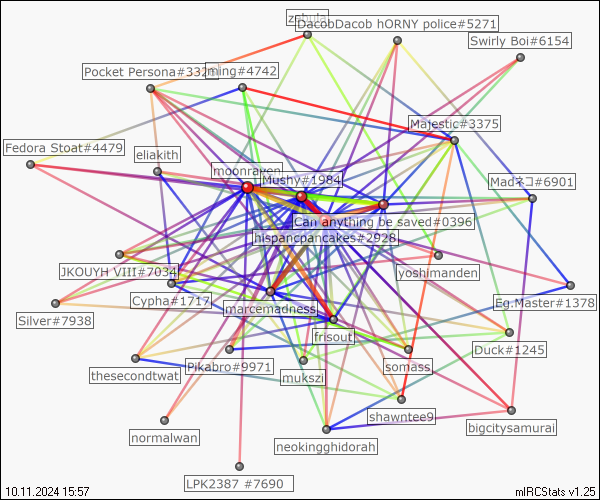 DacobDacob hORNY police#5271
Swirly Boi#6154
Pocket Persona#3325
ming#4742
Majestic#3375
Fedora Stoat#4479
eliakith
moonraven
Mushy#1984
Madネコ#6901
Can anything be saved#0396
hispancpancakes#2928
JKOUYH VIII#7034
yoshimanden
Cypha#1717
Eg.Master#1378
marcemadness
Silver#7938
frisout
Duck#1245
thesecondtwat
Pikabro#9971
mukszi
somass
shawntee9
bigcitysamurai
normalwan
neokingghidorah
LPK2387 #7690
10.11.2024 15:57
mIRCStats v1.25